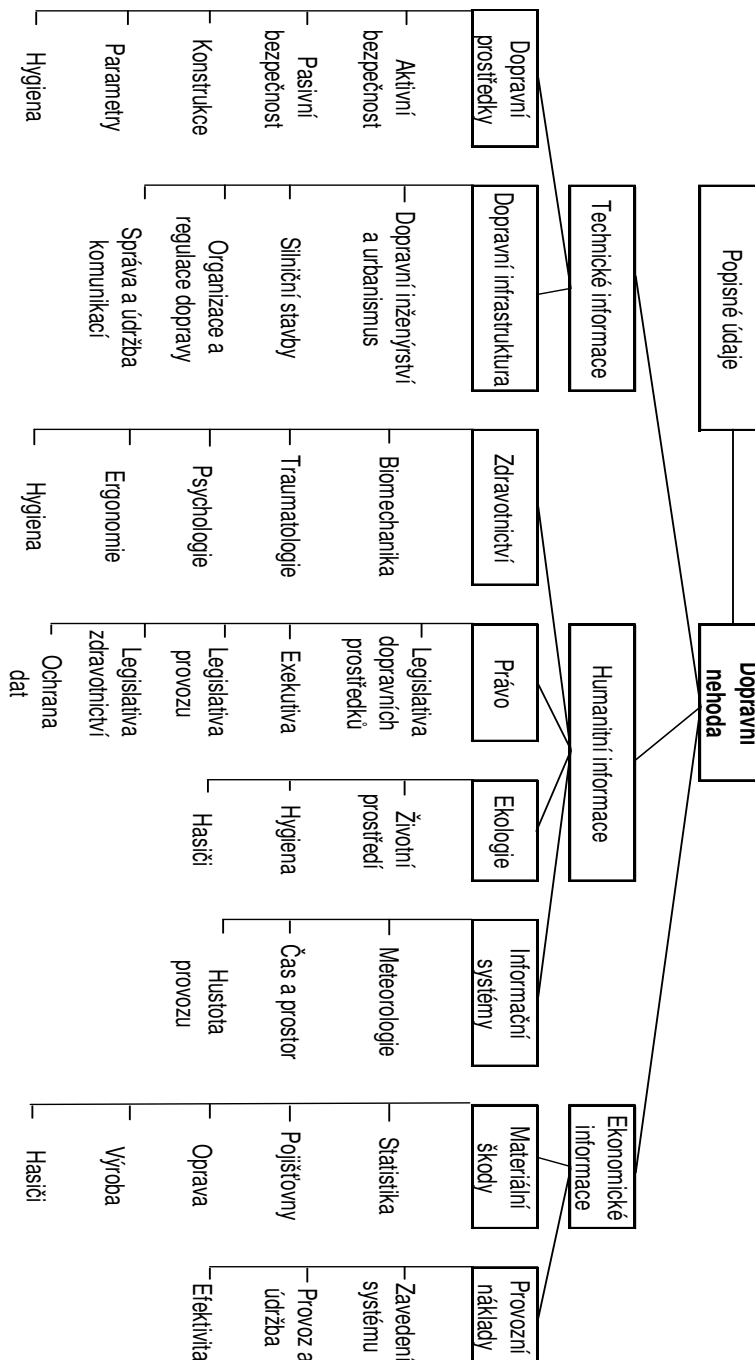 Dopravní
nehoda
Popisné údaje
Technické informace
Humanitní informace
Ekonomické
informace
Dopravní
prostředky
Aktivní
bezpečnost
Pasivní
bezpečnost
Konstrukce
Parametry
Hygiena
Dopravní infrastruktura
Dopravní inženýrství
a urbanismus
Silniční stavby
Organizace a
regulace dopravy
Správa a údržba
komunikací
Zdravotnictví
Biomechanika
Traumatologie
Psychologie
Ergonomie
Hygiena
Právo
Legislativa
dopravních
prostředků
Exekutiva
Legislativa
provozu
Legislativa
zdravotnictví
Ochrana
dat
Ekologie
Životní
prostředí
Hygiena
Hasiči
Informační
systémy
Meteorologie
Čas a prostor
Hustota
provozu
Materiální
škody
Statistika
Pojišťovny
Oprava
Výroba
Hasiči
Provozní
náklady
Zavedení
systému
Provoz a
údržba
Efektivita